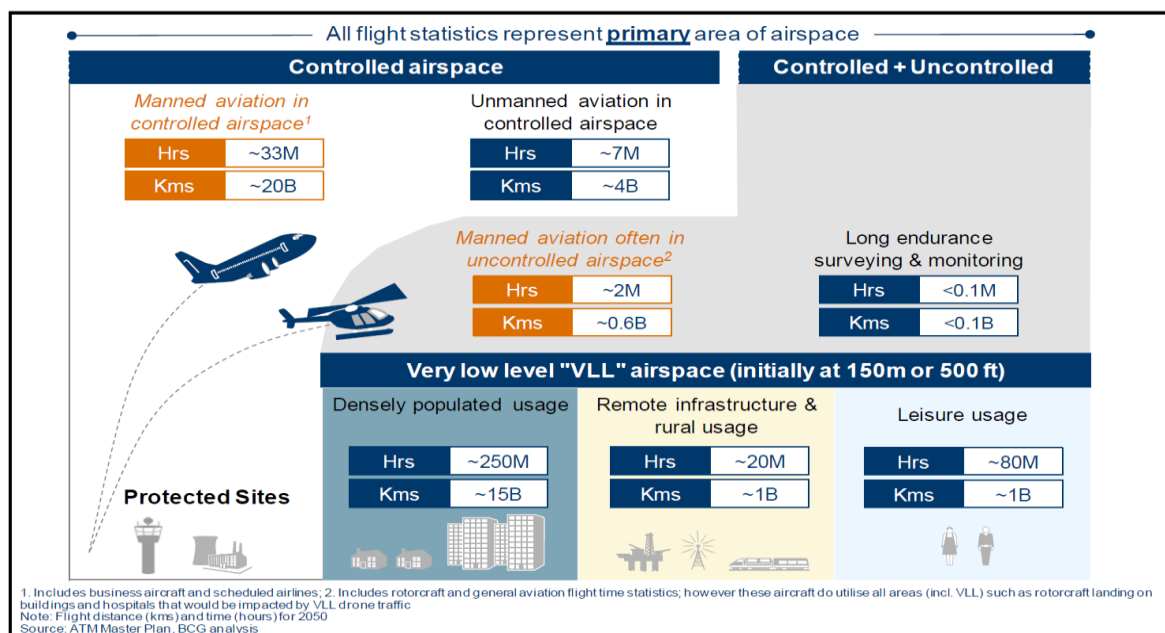 All flight statistics represent primary area of airspace
Controlled airspace
Controlled + Uncontrolled
Manned aviation in
controlled airspace1
Hrs ~33M
Kms ~20B
Unmanned aviation in
controlled airspace
Hrs ~7M
Kms ~4B
Manned aviation often in
uncontrolled airspace2
Hrs ~2M
Kms ~0.6B
Long endurance
surveying & monitoring
Hrs <0.1M
Kms <0.1B
Very low level "VLL" airspace (initially at 150m or 500 ft)
Densely populated usage
Hrs ~250M
Kms ~15B
Remote infrastructure &
rural usage
Hrs ~20M
Kms ~1B
Leisure usage
Hrs ~80M
Kms ~1B
Protected Sites
1. Includes business aircraft and scheduled airlines; 2. Includes rotorcraft and general aviation flight time statistics; however these aircraft do utilise all areas (incl. VLL) such as rotorcraft landing on
buildings and hospitals that would be impacted by VLL drone traffic
Note: Flight distance (kms) and time (hours) for 2050
Source: ATM Master Plan, BCG analysis